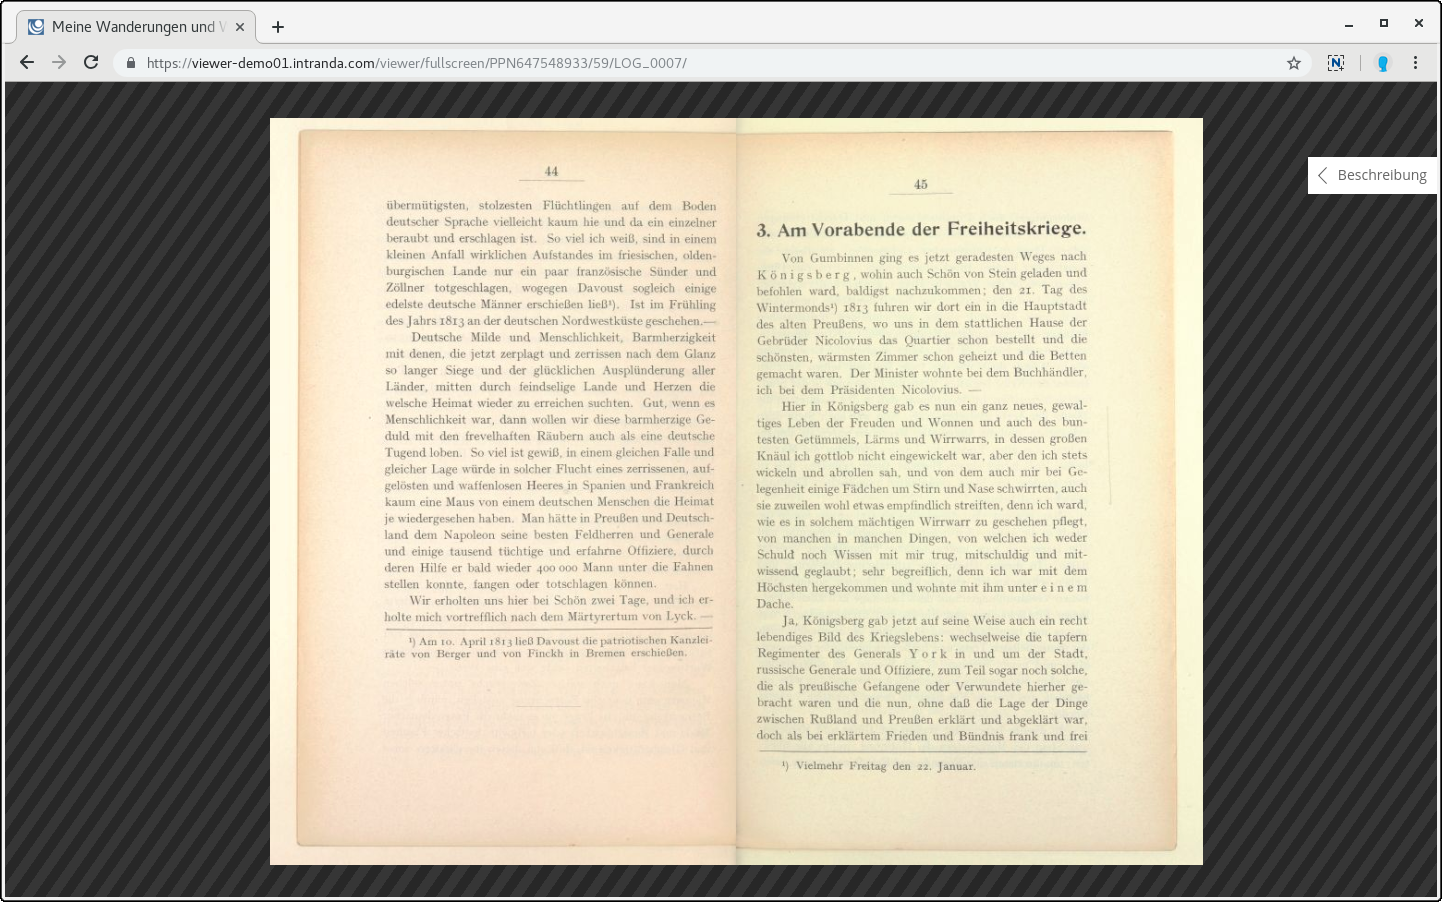 Meine Wanderungen und
https://viewer-demo01.intranda.com/viewer/fullscreen/PPN647548933/59/LOG_0007/
Beschreibung
44
übermütigsten, stolzesten Flüchtlingen auf dem Boden
deutscher Sprache vielleicht kaum hie und da ein einzelner
beraubt und erschlagen ist. So viel ich weiß, sind in einem
kleinen Anfall wirklichen Aufstandes im friesischen, olden-
burgischen Lande nur ein paar französische Sünder und
Zöllner totgeschlagen, wogegen Davoust sogleich einige
edelste deutsche Männer erschießen ließ¹). Ist im Frühling
des Jahrs 1813 an der deutschen Nordwestküste geschehen.—
Deutsche Milde und Menschlichkeit, Barmherzigkeit
mit denen, die jetzt zerplagt und zerrissen nach dem Glanz
so langer Siege und der glücklichen Ausplünderung aller
Länder, mitten durch feindselige Lande und Herzen die
welsche Heimat wieder zu erreichen suchten. Gut, wenn es
Menschlichkeit war, dann wollen wir diese barmherzige Ge-
duld mit den frevelhaften Räubern auch als eine deutsche
Tugend loben. So viel ist gewiß, in einem gleichen Falle und
gleicher Lage würde in solcher Flucht eines zerrissenen, auf-
gelösten und waffenlosen Heeres in Spanien und Frankreich
kaum eine Maus von einem deutschen Menschen die Heimat
je wiedergesehen haben. Man hätte in Preußen und Deutsch-
land dem Napoleon seine besten Feldherren und Generale
und einige tausend tüchtige und erfahrne Offiziere, durch
deren Hilfe er bald wieder 400 000 Mann unter die Fahnen
stellen konnte, fangen oder totschlagen können.
Wir erholten uns hier bei Schön zwei Tage, und ich er-
holte mich vortrefflich nach dem Märtyrertum von Lyck. —
¹) Am 10. April 1813 ließ Davoust die patriotischen Kanzlei-
räte von Berger und von Finckh in Bremen erschießen.
45
3. Am Vorabende der Freiheitskriege.
Von Gumbinnen ging es jetzt geradesten Weges nach
Königsberg, wohin auch Schön von Stein geladen und
befohlen ward, baldigst nachzukommen; den 21. Tag des
Wintermonds¹) 1813 fuhren wir dort ein in die Hauptstadt
des alten Preußens, wo uns in dem stattlichen Hause der
Gebrüder Nicolovius das Quartier schon bestellt und die
schönsten, wärmsten Zimmer schon geheizt und die Betten
gemacht waren. Der Minister wohnte bei dem Buchhändler,
ich bei dem Präsidenten Nicolovius. —
Hier in Königsberg gab es nun ein ganz neues, gewal-
tiges Leben der Freuden und Wonnen und auch des bun-
testen Getümmels, Lärms und Wirrwarrs, in dessen großen
Knäul ich gottlob nicht eingewickelt war, aber den ich stets
wickeln und abrollen sah, und von dem auch mir bei Ge-
legenheit einige Fädchen um Stirn und Nase schwirrten, auch
sie zuweilen wohl etwas empfindlich streiften, denn ich ward,
wie es in solchem mächtigen Wirrwarr zu geschehen pflegt,
von manchen in manchen Dingen, von welchen ich weder
Schuld noch Wissen mit mir trug, mitschuldig und mit-
wissend geglaubt; sehr begreiflich, denn ich war mit dem
Höchsten hergekommen und wohnte mit ihm unter einem
Dache.
Ja, Königsberg gab jetzt auf seine Weise auch ein recht
lebendiges Bild des Kriegslebens: wechselweise die tapfern
Regimenter des Generals York in und um der Stadt,
russische Generale und Offiziere, zum Teil sogar noch solche,
die als preußische Gefangene oder Verwundete hierher ge-
bracht waren und die nun, ohne daß die Lage der Dinge
zwischen Rußland und Preußen erklärt und abgeklärt war,
doch als bei erklärtem Frieden und Bündnis frank und frei
¹) Vielmehr Freitag den 22. Januar.